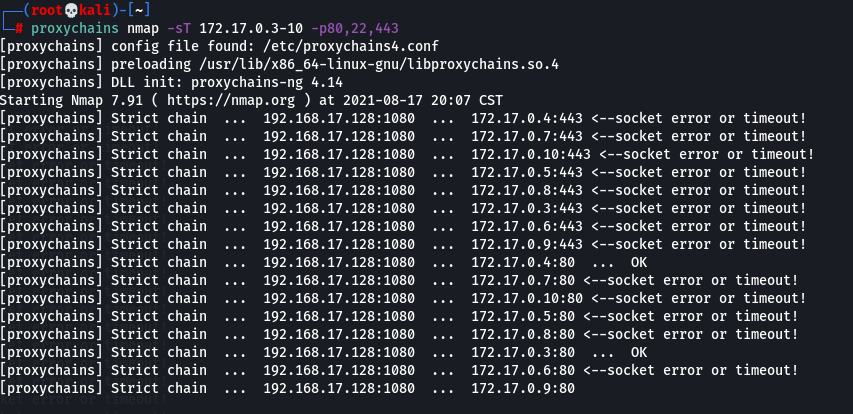 (root💀kali)-[~]
# proxychains nmap -sT 172.17.0.3-10 -p80,22,443
[proxychains] config file found: /etc/proxychains4.conf
[proxychains] preloading /usr/lib/x86_64-linux-gnu/libproxychains.so.4
[proxychains] DLL init: proxychains-ng 4.14
Starting Nmap 7.91 ( https://nmap.org ) at 2021-08-17 20:07 CST
[proxychains] Strict chain  ...  192.168.17.128:1080  ...  172.17.0.4:443 <--socket error or timeout!
[proxychains] Strict chain  ...  192.168.17.128:1080  ...  172.17.0.7:443 <--socket error or timeout!
[proxychains] Strict chain  ...  192.168.17.128:1080  ...  172.17.0.10:443 <--socket error or timeout!
[proxychains] Strict chain  ...  192.168.17.128:1080  ...  172.17.0.5:443 <--socket error or timeout!
[proxychains] Strict chain  ...  192.168.17.128:1080  ...  172.17.0.8:443 <--socket error or timeout!
[proxychains] Strict chain  ...  192.168.17.128:1080  ...  172.17.0.3:443 <--socket error or timeout!
[proxychains] Strict chain  ...  192.168.17.128:1080  ...  172.17.0.6:443 <--socket error or timeout!
[proxychains] Strict chain  ...  192.168.17.128:1080  ...  172.17.0.9:443 <--socket error or timeout!
[proxychains] Strict chain  ...  192.168.17.128:1080  ...  172.17.0.4:80  ...  OK
[proxychains] Strict chain  ...  192.168.17.128:1080  ...  172.17.0.7:80 <--socket error or timeout!
[proxychains] Strict chain  ...  192.168.17.128:1080  ...  172.17.0.10:80 <--socket error or timeout!
[proxychains] Strict chain  ...  192.168.17.128:1080  ...  172.17.0.5:80 <--socket error or timeout!
[proxychains] Strict chain  ...  192.168.17.128:1080  ...  172.17.0.8:80 <--socket error or timeout!
[proxychains] Strict chain  ...  192.168.17.128:1080  ...  172.17.0.3:80  ...  OK
[proxychains] Strict chain  ...  192.168.17.128:1080  ...  172.17.0.6:80 <--socket error or timeout!
[proxychains] Strict chain  ...  192.168.17.128:1080  ...  172.17.0.9:80